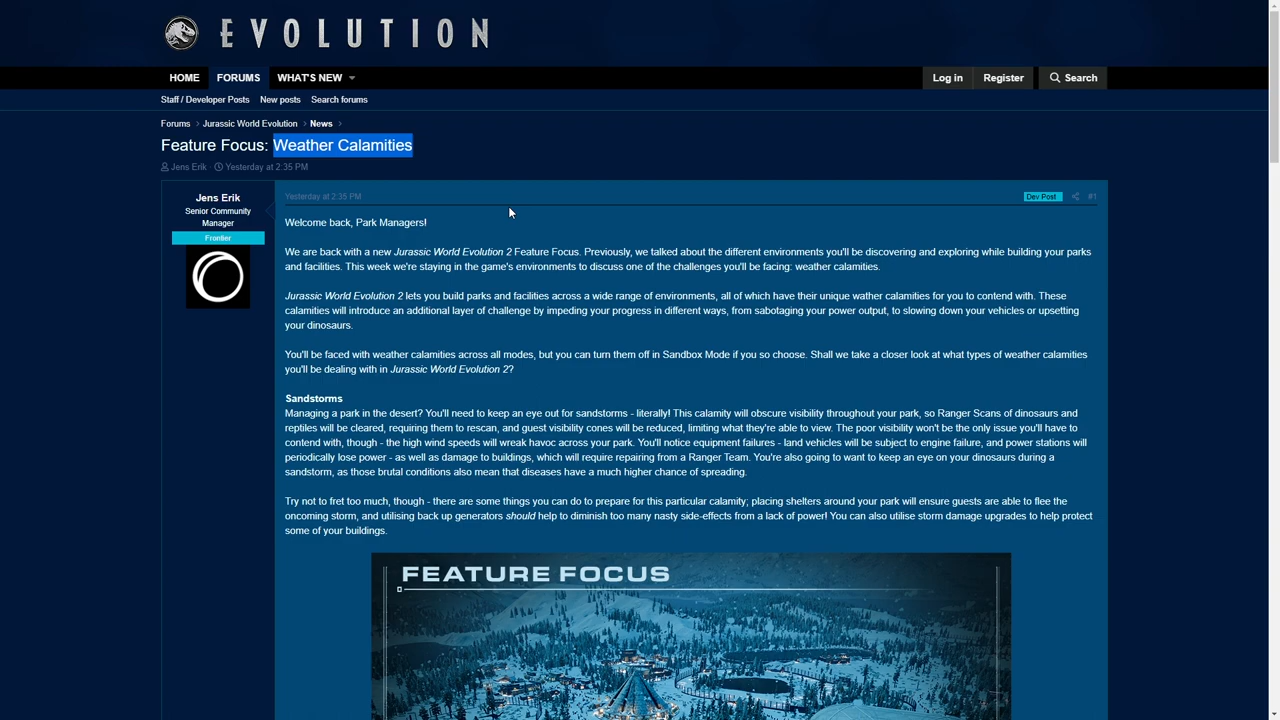 EVOLUTION
HOME FORUMS WHAT'S NEW Log in Register Search
Staff / Developer Posts New posts Search forums
Forums Jurassic World Evolution News
Feature Focus: Weather Calamities
Jens Erik Yesterday at 2:35 PM
Jens Erik
Senior Community
Manager
Frontier
Yesterday at 2:35 PM Dev Post #1
Welcome back, Park Managers!
We are back with a new Jurassic World Evolution 2 Feature Focus. Previously, we talked about the different environments you'll be discovering and exploring while building your parks
and facilities. This week we're staying in the game's environments to discuss one of the challenges you'll be facing: weather calamities.
Jurassic World Evolution 2 lets you build parks and facilities across a wide range of environments, all of which have their unique wather calamities for you to contend with. These
calamities will introduce an additional layer of challenge by impeding your progress in different ways, from sabotaging your power output, to slowing down your vehicles or upsetting
your dinosaurs.
You'll be faced with weather calamities across all modes, but you can turn them off in Sandbox Mode if you so choose. Shall we take a closer look at what types of weather calamities
you'll be dealing with in Jurassic World Evolution 2?
Sandstorms
Managing a park in the desert? You'll need to keep an eye out for sandstorms - literally! This calamity will obscure visibility throughout your park, so Ranger Scans of dinosaurs and
reptiles will be cleared, requiring them to rescan, and guest visibility cones will be reduced, limiting what they're able to view. The poor visibility won't be the only issue you'll have to
contend with, though - the high wind speeds will wreak havoc across your park. You'll notice equipment failures - land vehicles will be subject to engine failure, and power stations will
periodically lose power - as well as damage to buildings, which will require repairing from a Ranger Team. You're also going to want to keep an eye on your dinosaurs during a
sandstorm, as those brutal conditions also mean that diseases have a much higher chance of spreading.
Try not to fret too much, though - there are some things you can do to prepare for this particular calamity; placing shelters around your park will ensure guests are able to flee the
oncoming storm, and utilising back up generators should help to diminish too many nasty side-effects from a lack of power! You can also utilise storm damage upgrades to help protect
some of your buildings.
FEATURE FOCUS